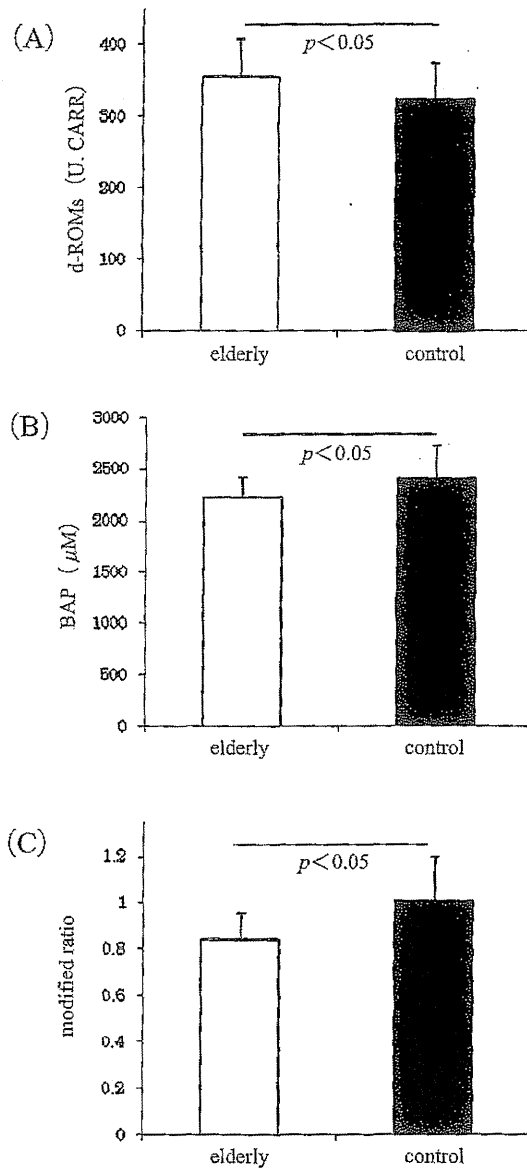 (A)
d-ROMs (U. CARR)
400
300
200
100
0
p<0.05
elderly control
(B)
BAP (μM)
3000
2500
2000
1500
1000
500
0
p<0.05
elderly control
(C)
modified ratio
1.2
1
0.8
0.6
0.4
0.2
0
p<0.05
elderly control